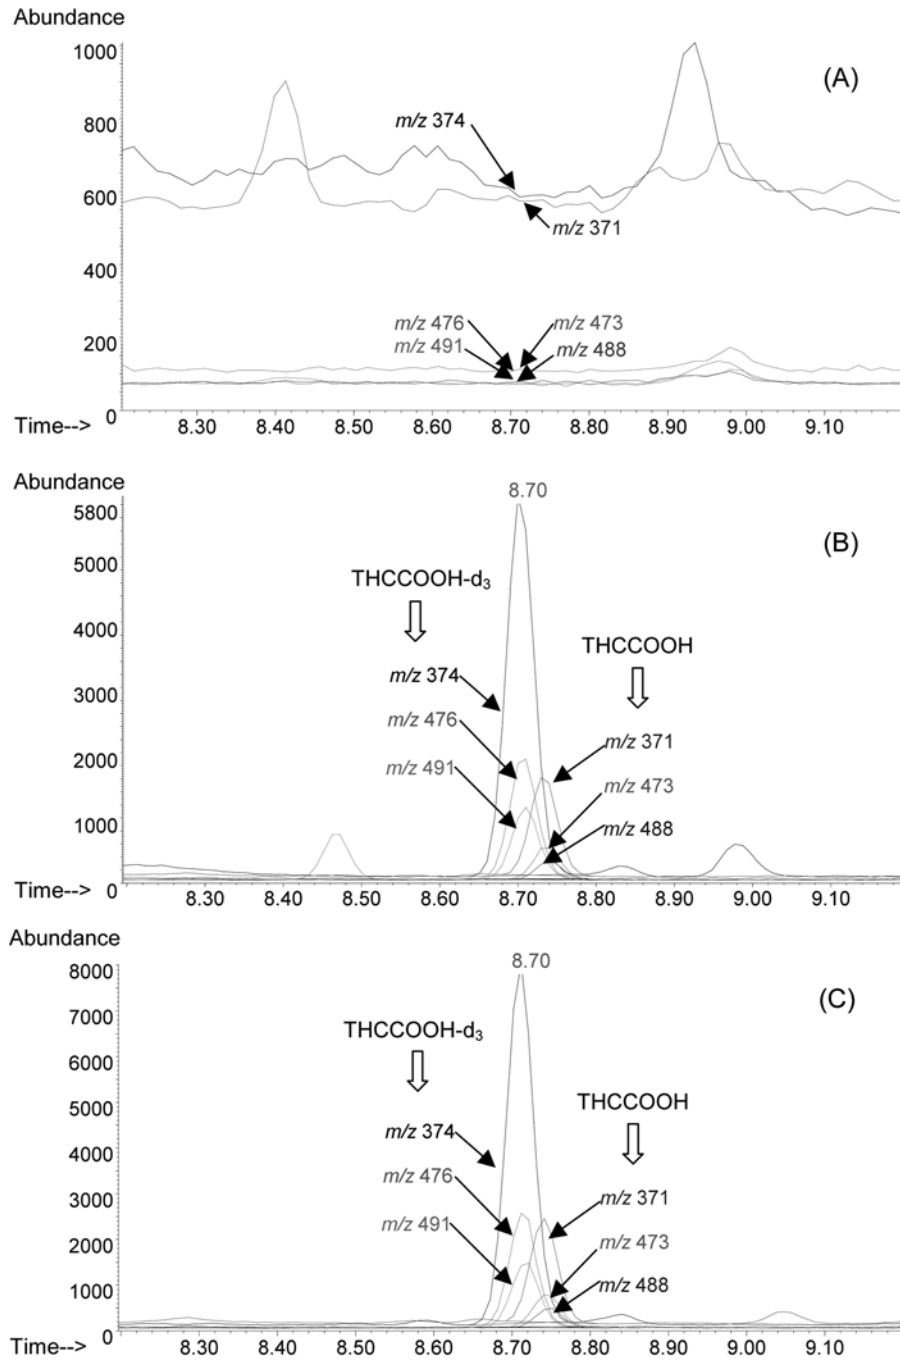 Abundance
1000
(A)
800
m/z 374
600
m/z 371
400
m/z 476 m/z 473
200
m/z 491 m/z 488
0
Time--> 8.30 8.40 8.50 8.60 8.70 8.80 8.90 9.00 9.10
Abundance
8.70
5800
(B)
5000
THCCOOH-d3
4000
THCCOOH
m/z 374
3000
m/z 476
m/z 371
2000
m/z 491
m/z 473
1000
m/z 488
0
Time--> 8.30 8.40 8.50 8.60 8.70 8.80 8.90 9.00 9.10
Abundance
8.70
8000
(C)
7000
THCCOOH-d3
6000
5000
THCCOOH
m/z 374
4000
m/z 476
3000
m/z 371
m/z 491
2000
m/z 473
m/z 488
1000
0
Time--> 8.30 8.40 8.50 8.60 8.70 8.80 8.90 9.00 9.10